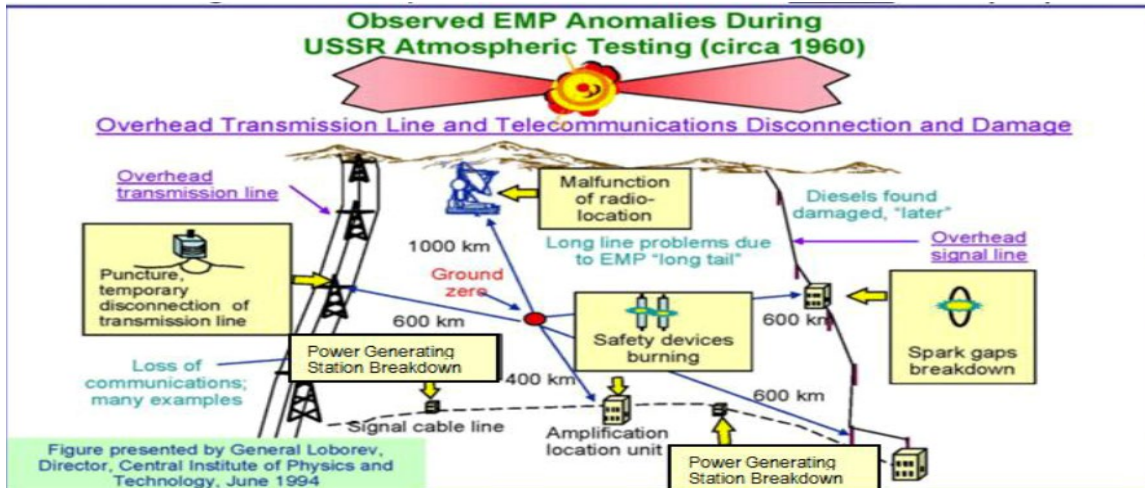 Observed EMP Anomalies During
USSR Atmospheric Testing (circa 1960)
Overhead Transmission Line and Telecommunications Disconnection and Damage
Overhead
transmission line
Malfunction
of radio-
location
Diesels found
damaged, "later"
1000 km
Long line problems due
to EMP "long tail"
Overhead
signal line
Puncture,
temporary
disconnection of
transmission line
Ground
zero
600 km
Safety devices
burning
600 km
Spark gaps
breakdown
Loss of
communications;
many examples
Power Generating
Station Breakdown
400 km
600 km
Signal cable line
Amplification
location unit
Power Generating
Station Breakdown
Figure presented by General Loborev,
Director, Central Institute of Physics and
Technology, June 1994